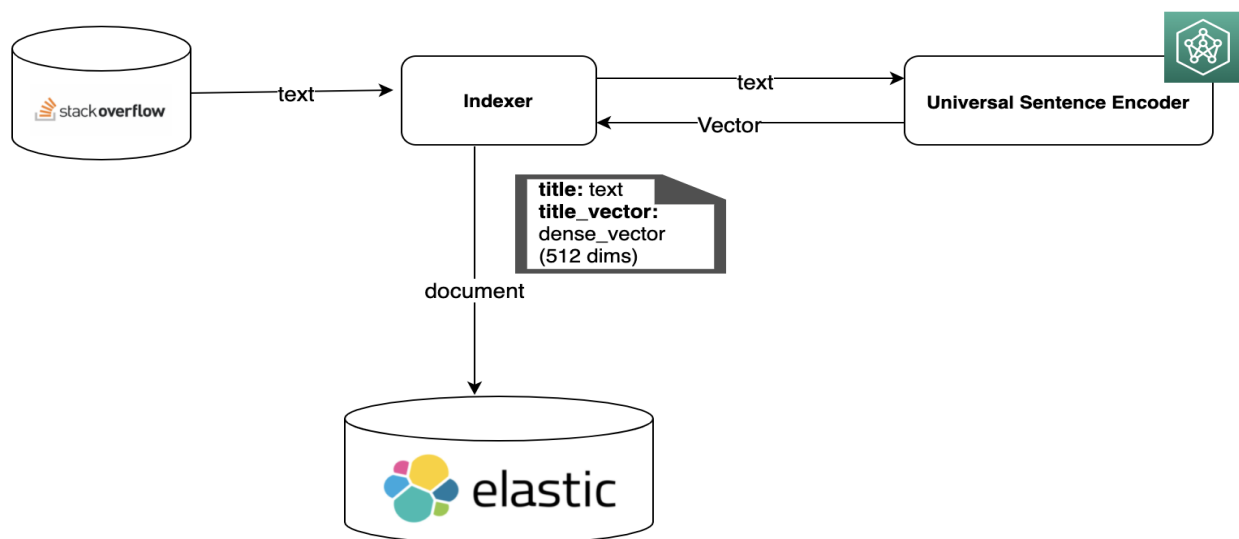 stackoverflow
text
Indexer
text
Vector
Universal Sentence Encoder
title: text
title_vector:
dense_vector
(512 dims)
document
elastic